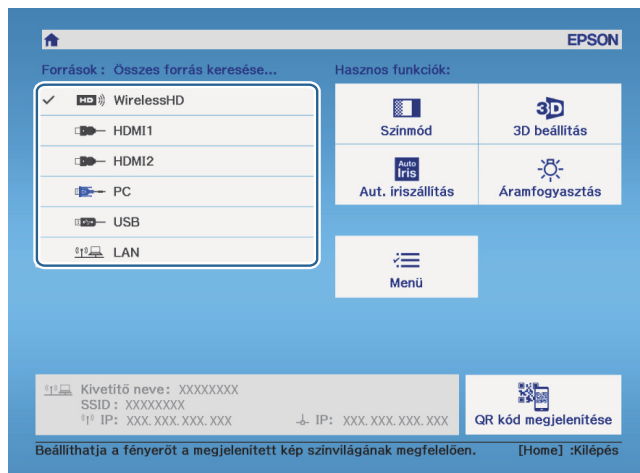 EPSON
Források : Összes forrás keresése...
Hasznos funkciók:
WirelessHD
HDMI1
HDMI2
PC
USB
LAN
Színmód
3D
3D beállítás
Auto
Iris
Aut. íriszállítás
Áramfogyasztás
Menü
Kivetítő neve: XXXXXXXX
SSID : XXXXXXXX
IP: XXX. XXX. XXX. XXX
IP: XXX. XXX. XXX. XXX
QR kód megjelenítése
Beállíthatja a fényerőt a megjelenített kép színvilágának megfelelően.
[Home] :Kilépés